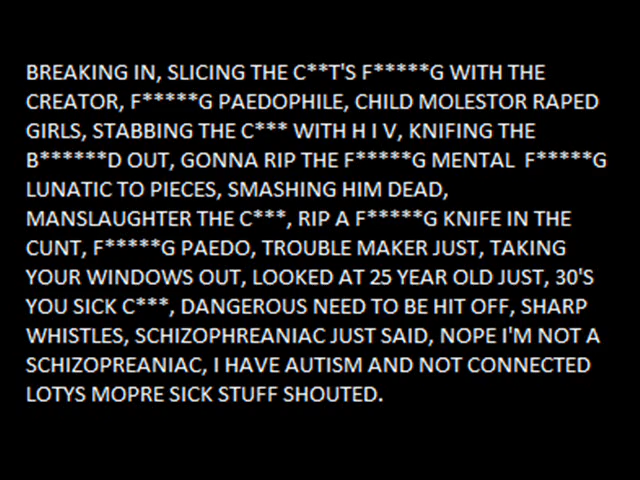 BREAKING IN, SLICING THE C**T'S F*****G WITH THE
CREATOR, F*****G PAEDOPHILE, CHILD MOLESTOR RAPED
GIRLS, STABBING THE C*** WITH H I V, KNIFING THE
B******D OUT, GONNA RIP THE F*****G MENTAL  F*****G
LUNATIC TO PIECES, SMASHING HIM DEAD,
MANSLAUGHTER THE C***, RIP A F*****G KNIFE IN THE
CUNT, F*****G PAEDO, TROUBLE MAKER JUST, TAKING
YOUR WINDOWS OUT, LOOKED AT 25 YEAR OLD JUST, 30'S
YOU SICK C***, DANGEROUS NEED TO BE HIT OFF, SHARP
WHISTLES, SCHIZOPHREANIAC JUST SAID, NOPE I'M NOT A
SCHIZOPREANIAC, I HAVE AUTISM AND NOT CONNECTED
LOTYS MOPRE SICK STUFF SHOUTED.